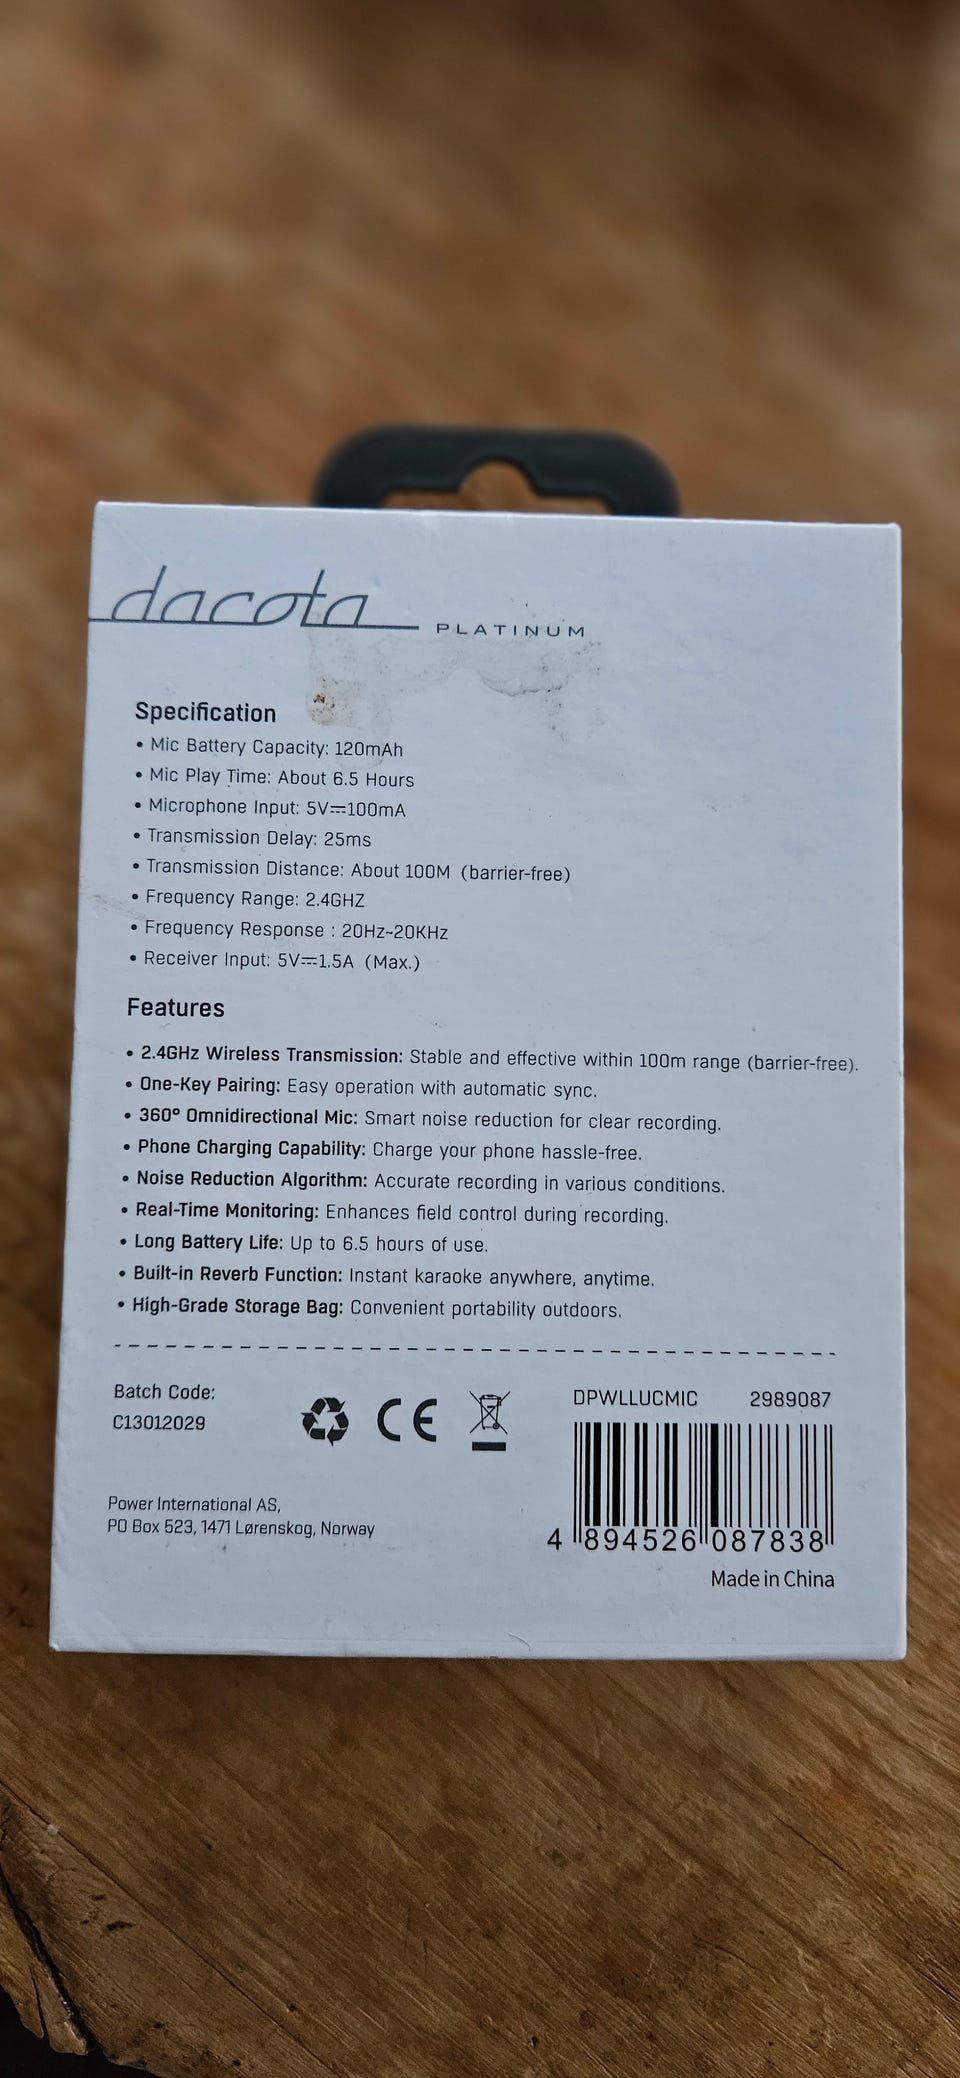 dacota PLATINUM
Specification
• Mic Battery Capacity: 120mAh
• Mic Play Time: About 6.5 Hours
• Microphone Input: 5V⎓100mA
• Transmission Delay: 25ms
• Transmission Distance: About 100M (barrier-free)
• Frequency Range: 2.4GHZ
• Frequency Response : 20Hz~20KHz
• Receiver Input: 5V⎓1.5A (Max.)
Features
• 2.4GHz Wireless Transmission: Stable and effective within 100m range (barrier-free).
• One-Key Pairing: Easy operation with automatic sync.
• 360° Omnidirectional Mic: Smart noise reduction for clear recording.
• Phone Charging Capability: Charge your phone hassle-free.
• Noise Reduction Algorithm: Accurate recording in various conditions.
• Real-Time Monitoring: Enhances field control during recording.
• Long Battery Life: Up to 6.5 hours of use.
• Built-in Reverb Function: Instant karaoke anywhere, anytime.
• High-Grade Storage Bag: Convenient portability outdoors.
Batch Code:
C13012029
CE
Power International AS,
PO Box 523, 1471 Lørenskog, Norway
DPWLLUCMIC 2989087
4 894526 087838
Made in China